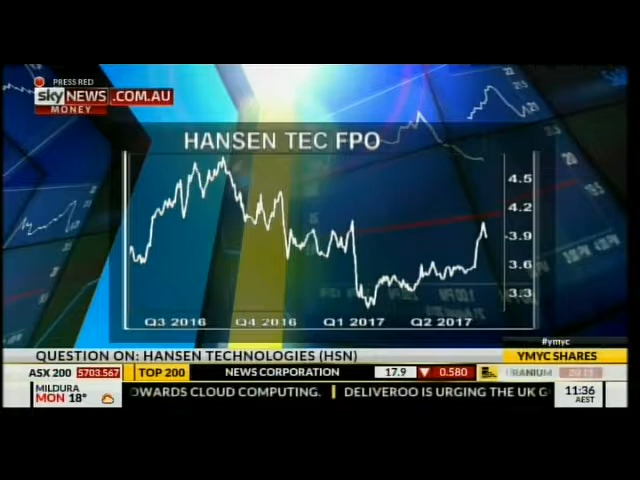 PRESS RED
sky NEWS .COM.AU
MONEY
HANSEN TEC FPO
4.5
4.2
3.9
3.6
3.3
Q3 2016 Q4 2016 Q1 2017 Q2 2017
#ymyc
QUESTION ON: HANSEN TECHNOLOGIES (HSN) YMYC SHARES
ASX 200 5703.567 TOP 200 NEWS CORPORATION 17.9 0.580 URANIUM
MILDURA
MON 18° OWARDS CLOUD COMPUTING. DELIVEROO IS URGING THE UK G 11:36
AEST